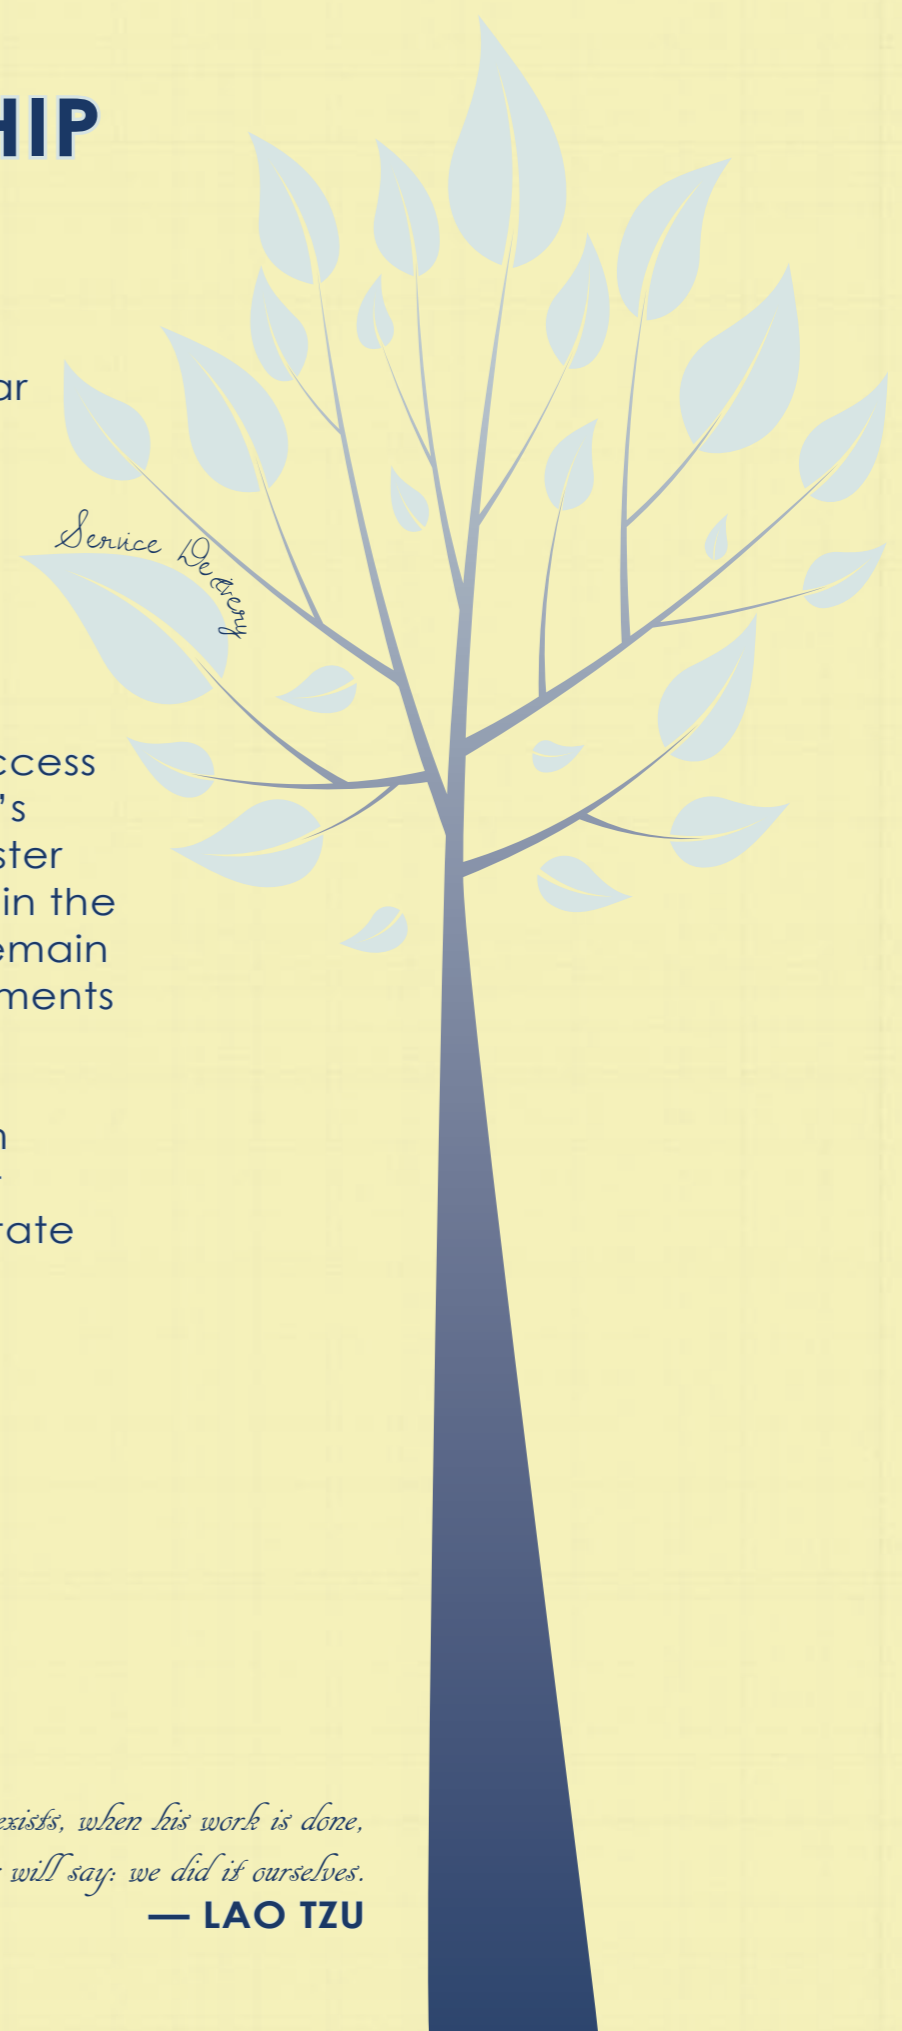 HIP
ar
Service Delivery
ccess
’s
ster
in the
emain
ments
n
rate
exists, when his work is done,
will say: we did it ourselves.
— LAO TZU